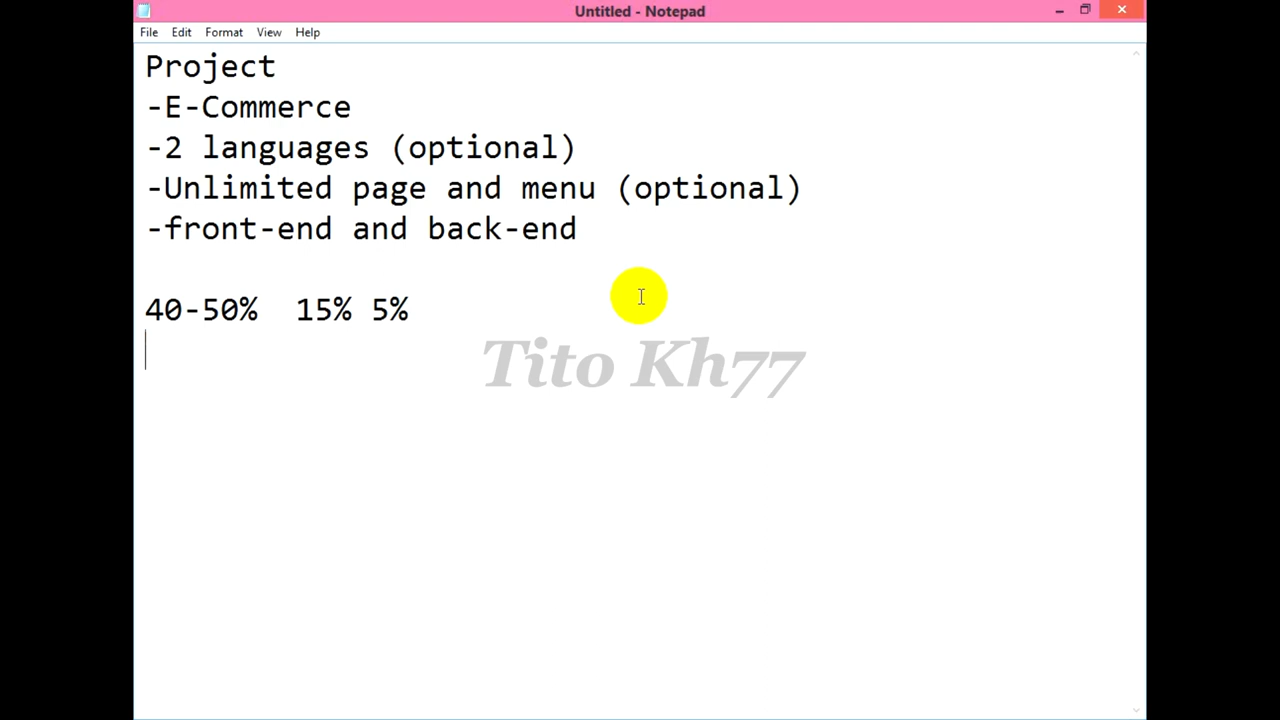 Untitled - Notepad
File Edit Format View Help
Project
-E-Commerce
-2 languages (optional)
-Unlimited page and menu (optional)
-front-end and back-end
40-50%  15% 5%
Tito Kh77